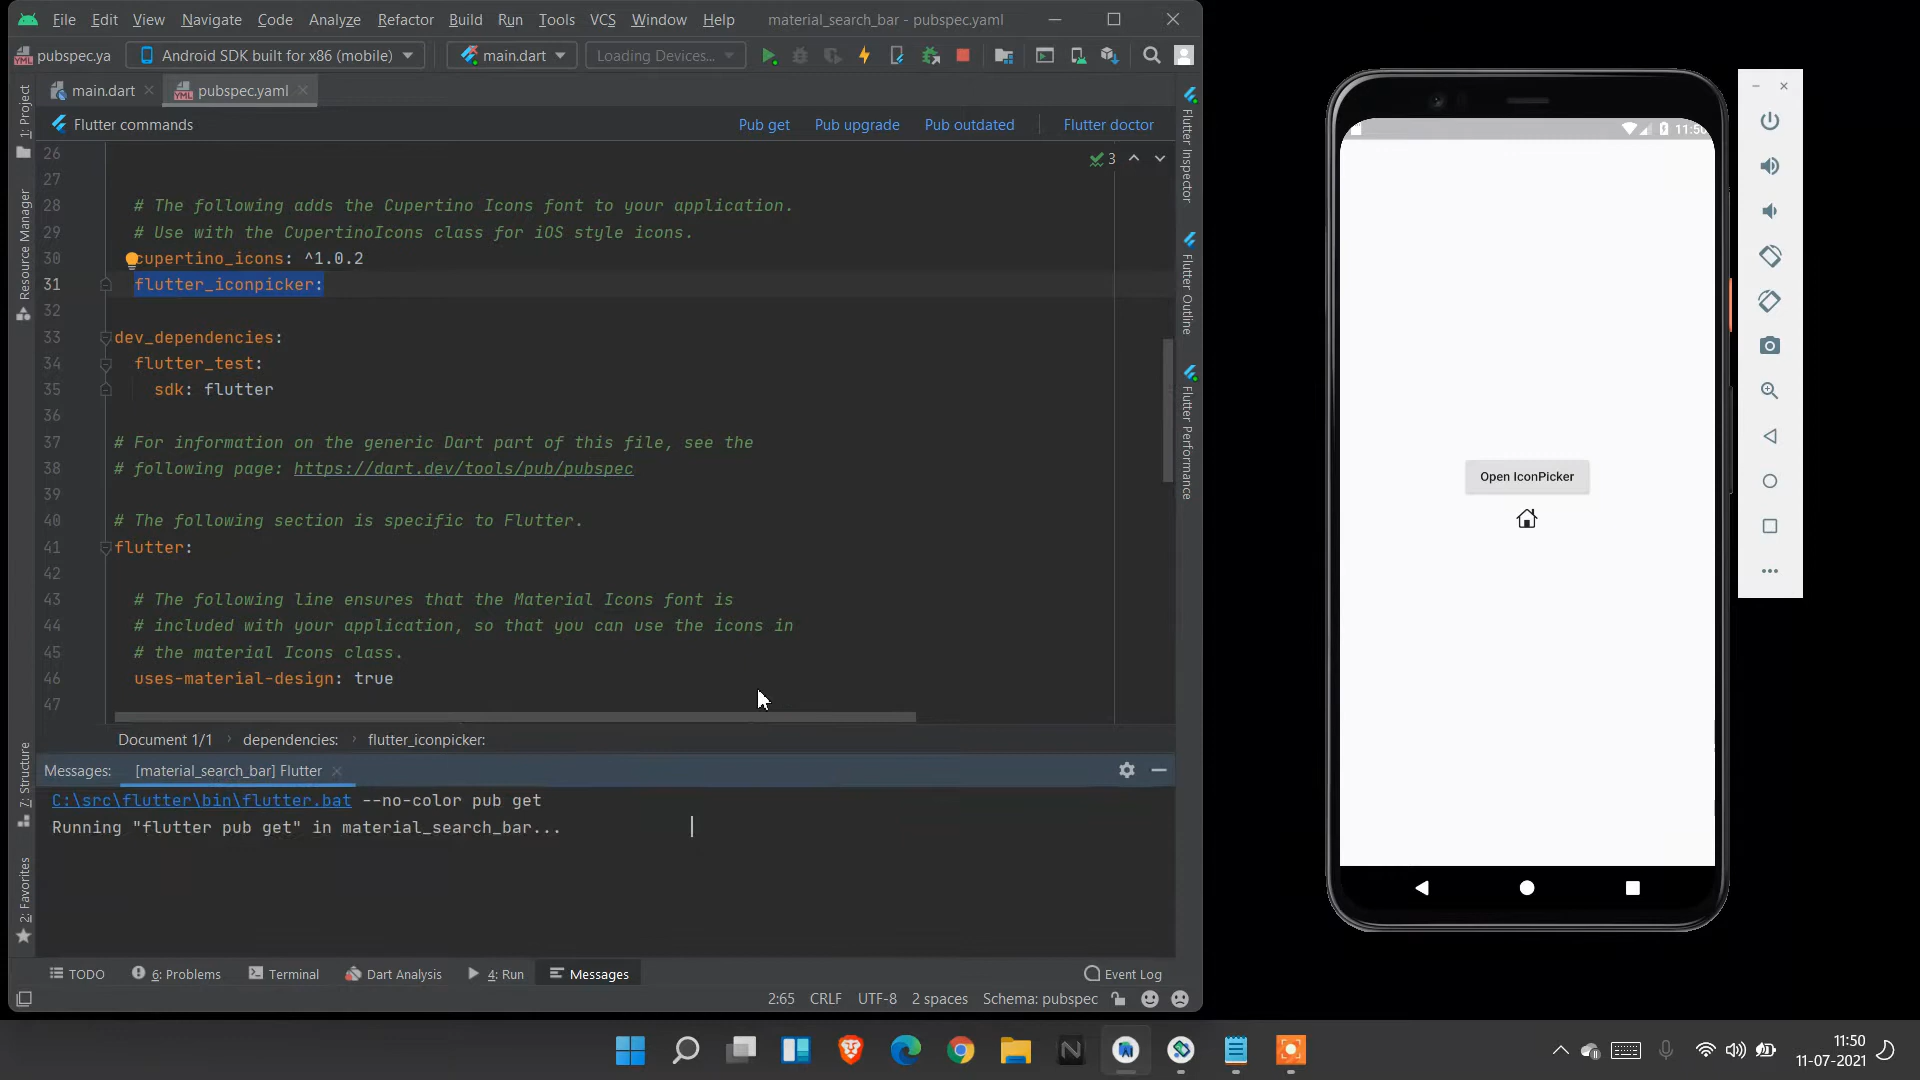 File Edit View Navigate Code Analyze Refactor Build Run Tools VCS Window Help material_search_bar - pubspec.yaml
pubspec.ya Android SDK built for x86 (mobile) main.dart Loading Devices...
main.dart pubspec.yaml
Flutter commands Pub get Pub upgrade Pub outdated Flutter doctor
26
27
28 # The following adds the Cupertino Icons font to your application.
29 # Use with the CupertinoIcons class for iOS style icons.
30 cupertino_icons: ^1.0.2
31 flutter_iconpicker:
32
33 dev_dependencies:
34 flutter_test:
35 sdk: flutter
36
37 # For information on the generic Dart part of this file, see the
38 # following page: https://dart.dev/tools/pub/pubspec
39
40 # The following section is specific to Flutter.
41 flutter:
42
43 # The following line ensures that the Material Icons font is
44 # included with your application, so that you can use the icons in
45 # the material Icons class.
46 uses-material-design: true
47
3
Document 1/1 dependencies: flutter_iconpicker:
Messages: [material_search_bar] Flutter
C:\src\flutter\bin\flutter.bat --no-color pub get
Running "flutter pub get" in material_search_bar...
TODO 6: Problems Terminal Dart Analysis 4: Run Messages Event Log
2:65 CRLF UTF-8 2 spaces Schema: pubspec
1: Project
Resource Manager
7: Structure
2: Favorites
Flutter Inspector
Flutter Outline
Flutter Performance
11:50
Open IconPicker
11:50
11-07-2021